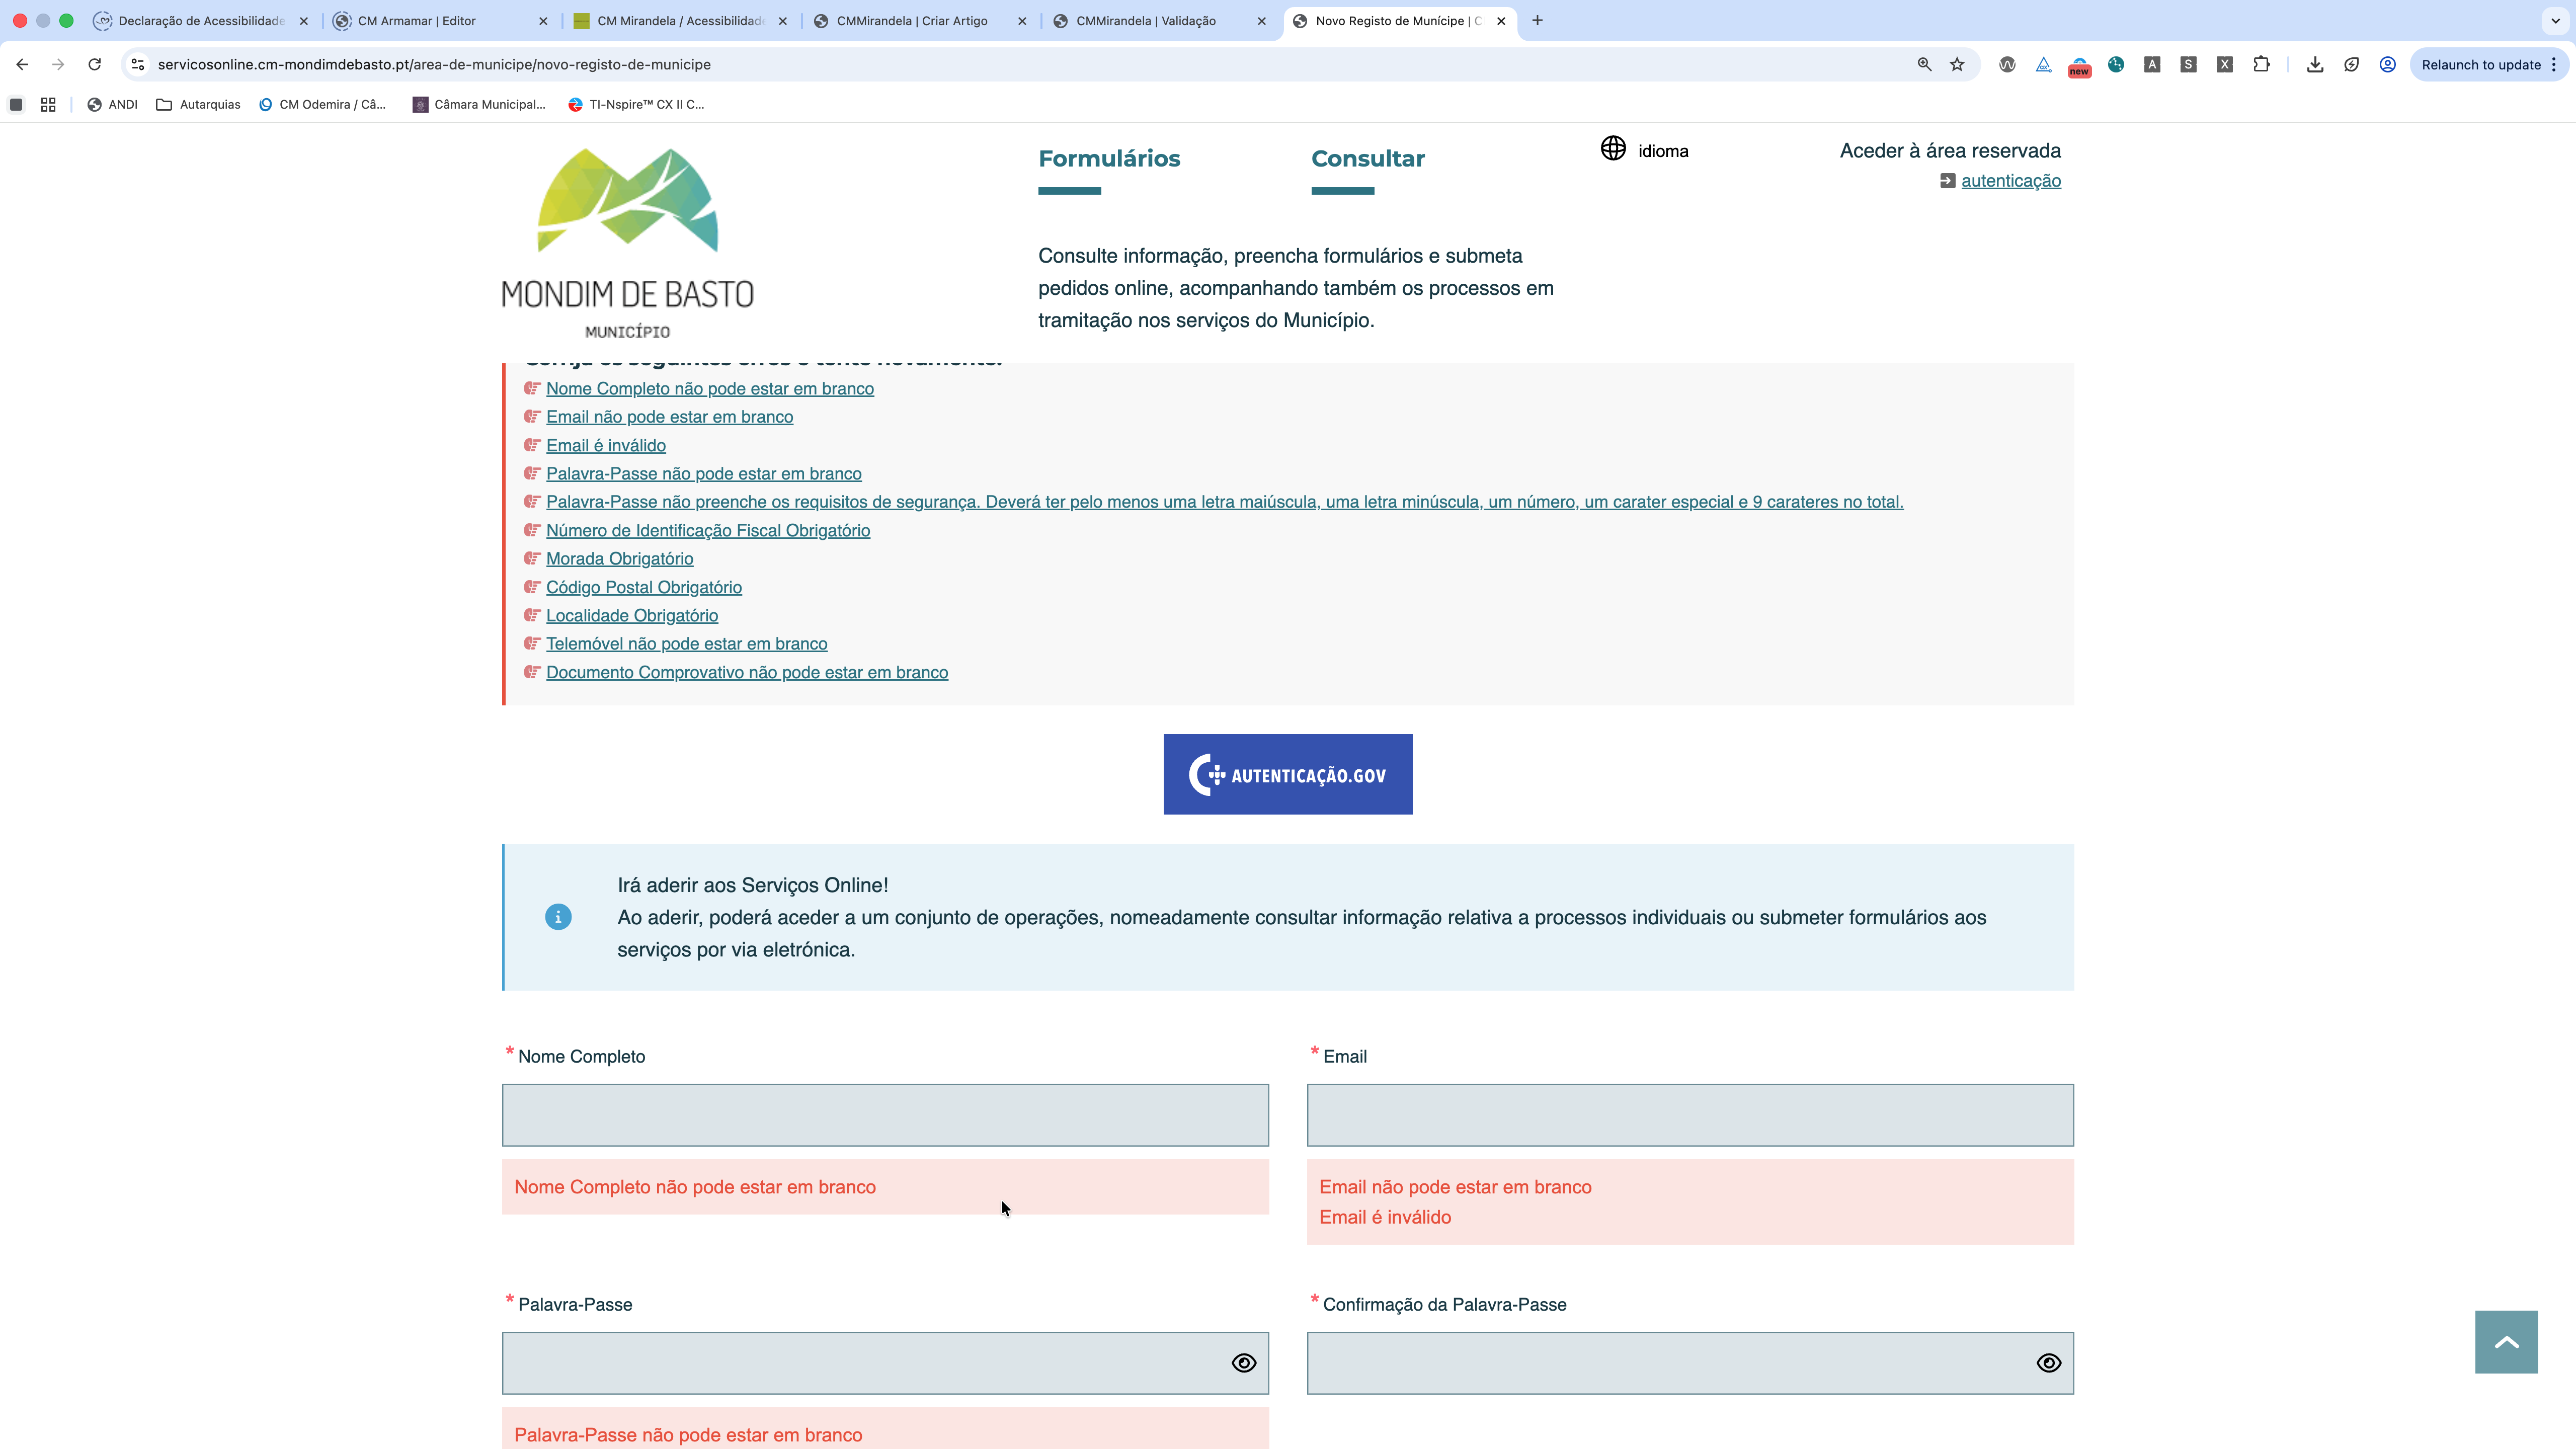 Declaração de Acessibilidade
CM Armamar | Editor
CM Mirandela / Acessibilidade
CMMirandela | Criar Artigo
CMMirandela | Validação
Novo Registo de Munícipe | C
servicosonline.cm-mondimdebasto.pt/area-de-municipe/novo-registo-de-municipe
new
A
S
X
Relaunch to update
ANDI
Autarquias
CM Odemira / Câ...
Câmara Municipal...
TI-Nspire™ CX II C...
MONDIM DE BASTO
MUNICÍPIO
Formulários
Consultar
idioma
Aceder à área reservada
autenticação
Consulte informação, preencha formulários e submeta
pedidos online, acompanhando também os processos em
tramitação nos serviços do Município.
Corrija os seguintes erros e tente novamente:
Nome Completo não pode estar em branco
Email não pode estar em branco
Email é inválido
Palavra-Passe não pode estar em branco
Palavra-Passe não preenche os requisitos de segurança. Deverá ter pelo menos uma letra maiúscula, uma letra minúscula, um número, um carater especial e 9 carateres no total.
Número de Identificação Fiscal Obrigatório
Morada Obrigatório
Código Postal Obrigatório
Localidade Obrigatório
Telemóvel não pode estar em branco
Documento Comprovativo não pode estar em branco
AUTENTICAÇÃO.GOV
Irá aderir aos Serviços Online!
Ao aderir, poderá aceder a um conjunto de operações, nomeadamente consultar informação relativa a processos individuais ou submeter formulários aos
serviços por via eletrónica.
* Nome Completo
* Email
Nome Completo não pode estar em branco
Email não pode estar em branco
Email é inválido
* Palavra-Passe
* Confirmação da Palavra-Passe
Palavra-Passe não pode estar em branco